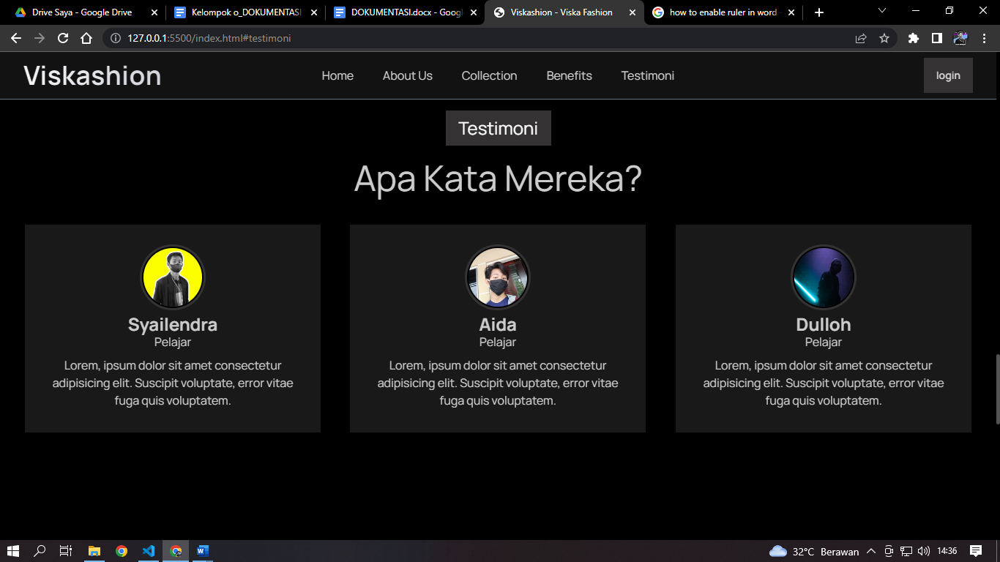 Drive Saya - Google Drive
Kelompok o_DOKUMENTASI
DOKUMENTASI.docx - Goog
Viskashion - Viska Fashion
how to enable ruler in word -
127.0.0.1:5500/index.html#testimoni
Viskashion
Home
About Us
Collection
Benefits
Testimoni
login
Testimoni
Apa Kata Mereka?
Syailendra
Pelajar
Lorem, ipsum dolor sit amet consectetur
adipisicing elit. Suscipit voluptate, error vitae
fuga quis voluptatem.
Aida
Pelajar
Lorem, ipsum dolor sit amet consectetur
adipisicing elit. Suscipit voluptate, error vitae
fuga quis voluptatem.
Dulloh
Pelajar
Lorem, ipsum dolor sit amet consectetur
adipisicing elit. Suscipit voluptate, error vitae
fuga quis voluptatem.
32°C Berawan
14:36